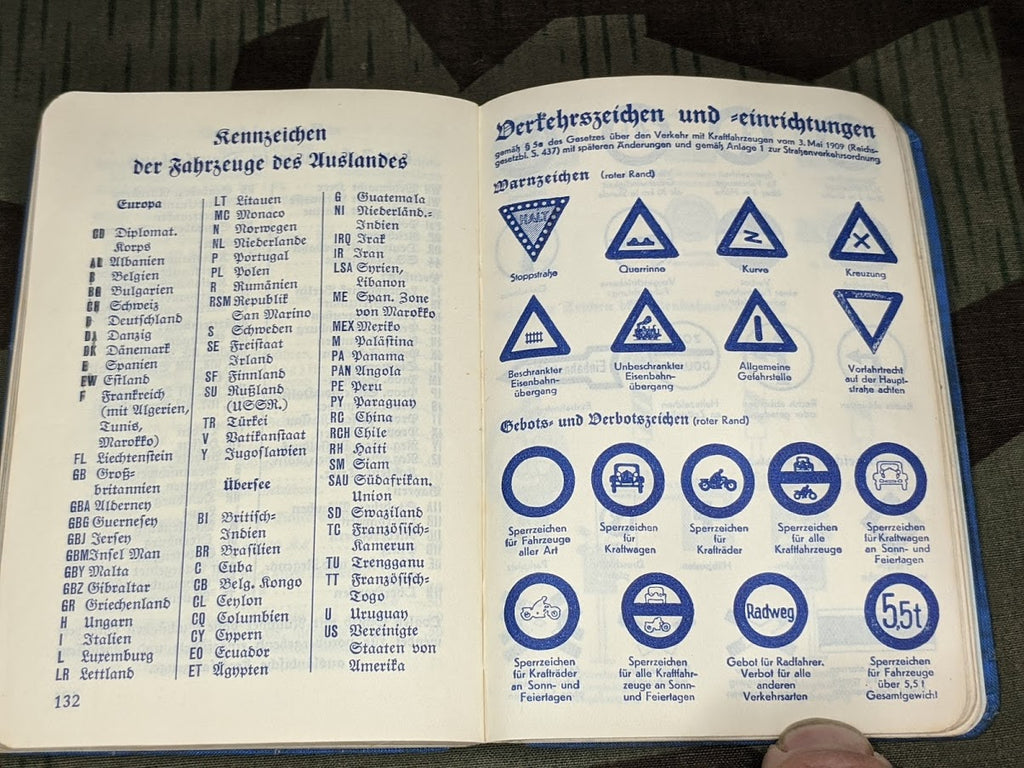 Kennzeichen
der Fahrzeuge des Auslandes
Europa
CD Diplomat.
Korps
AL Albanien
B Belgien
BG Bulgarien
CH Schweiz
D Deutschland
DA Danzig
DK Dänemark
E Spanien
EW Estland
F Frankreich
(mit Algerien,
Tunis,
Marokko)
FL Liechtenstein
GB Groß-
britannien
GBA Alderney
GBG Guernesey
GBJ Jersey
GBM Insel Man
GBY Malta
GBZ Gibraltar
GR Griechenland
H Ungarn
I Italien
L Luxemburg
LR Lettland
LT Litauen
MC Monaco
N Norwegen
NL Niederlande
P Portugal
PL Polen
R Rumänien
RSM Republik
San Marino
S Schweden
SE Freistaat
Irland
SF Finnland
SU Rußland
(USSR.)
TR Türkei
V Vatikanstaat
Y Jugoslawien
Übersee
BI Britisch-
Indien
BR Brasilien
C Cuba
CB Belg. Kongo
CL Ceylon
CO Columbien
CY Cypern
EO Ecuador
ET Ägypten
G Guatemala
NI Niederländ.-
Indien
IRQ Irak
IR Iran
LSA Syrien,
Libanon
ME Span. Zone
von Marokko
MEX Mexiko
M Palästina
PA Panama
PAN Angola
PE Peru
PY Paraguay
RC China
RCH Chile
RH Haiti
SM Siam
SAU Südafrikan.
Union
SD Swaziland
TC Französisch-
Kamerun
TU Trengganu
TT Französisch-
Togo
U Uruguay
US Vereinigte
Staaten von
Amerika
132
Verkehrszeichen und -einrichtungen
gemäß § 5a des Gesetzes über den Verkehr mit Kraftfahrzeugen vom 3. Mai 1909 (Reichs-
gesetzbl. S. 437) mit späteren Änderungen und gemäß Anlage 1 zur Straßenverkehrsordnung
Warnzeichen (roter Rand)
HALT
Stoppstraße
Querrinne
Kurve
Kreuzung
Beschrankter
Eisenbahn-
übergang
Unbeschrankter
Eisenbahn-
übergang
Allgemeine
Gefahrstelle
Vorfahrtrecht
auf der Haupt-
straße achten
Gebots- und Verbotszeichen (roter Rand)
Sperrzeichen
für Fahrzeuge
aller Art
Sperrzeichen
für
Kraftwagen
Sperrzeichen
für
Krafträder
Sperrzeichen
für alle
Kraftfahrzeuge
Sperrzeichen
für Kraftwagen
an Sonn- und
Feiertagen
Radweg
5,5t
Sperrzeichen
für Krafträder
an Sonn- und
Feiertagen
Sperrzeichen
für alle Kraftfahr-
zeuge an Sonn-
und Feiertagen
Gebot für Radfahrer.
Verbot für alle
anderen
Verkehrsarten
Sperrzeichen
für Fahrzeuge
über 5,5 t
Gesamtgewicht